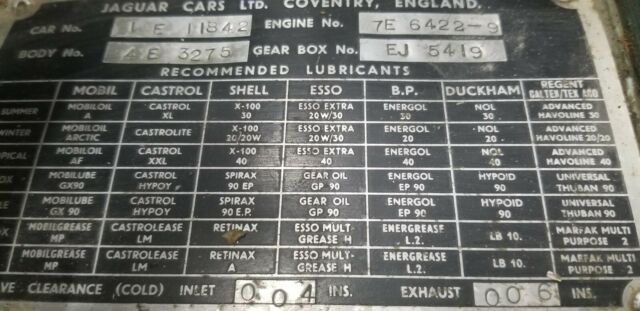 JAGUAR CARS LTD. COVENTRY, ENGLAND.
CAR No. 1 E 11842 ENGINE No. 7E 6422-9
BODY No. 4 E 3275 GEAR BOX No. EJ 5419
RECOMMENDED LUBRICANTS
MOBIL CASTROL SHELL ESSO B.P. DUCKHAM REGENT CALTEX/TEXACO
SUMMER MOBILOIL A CASTROL XL X-100 30 ESSO EXTRA 20W/30 ENERGOL 30 NOL 30 ADVANCED HAVOLINE 30
WINTER MOBILOIL ARCTIC CASTROLITE X-100 20/20W ESSO EXTRA 20W/30 ENERGOL 20 NOL 20 ADVANCED HAVOLINE 20/20
PICAL MOBILOIL AF CASTROL XXL X-100 40 ESSO EXTRA 40 ENERGOL 40 NOL 40 ADVANCED HAVOLINE 40
OX MOBILUBE GX90 CASTROL HYPOY SPIRAX 90 EP GEAR OIL GP 90 ENERGOL EP 90 HYPOID 90 UNIVERSAL THUBAN 90
LE MOBILUBE GX 90 CASTROL HYPOY SPIRAX 90 E.P. GEAR OIL GP 90 ENERGOL EP 90 HYPOID 90 UNIVERSAL THUBAN 90
OX MOBILGREASE MP CASTROLEASE LM RETINAX ESSO MULT-GREASE H ENERGREASE L.2. LB 10. MARFAK MULTI PURPOSE 2
MOBILGREASE MP CASTROLEASE LM RETINAX A ESSO MULTY-GREASE H ENERGREASE L.2. LB 10. MARFAK MULTI PURPOSE 2
VE CLEARANCE (COLD) INLET 004 INS. EXHAUST 006 INS.